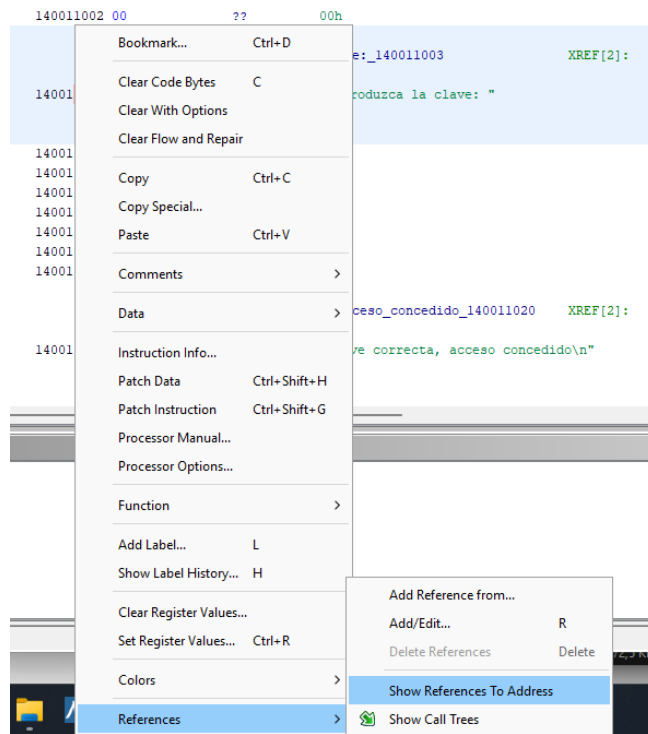 140011002 00 ?? 00h
Bookmark... Ctrl+D
e:_140011003 XREF[2]:
Clear Code Bytes C
14001 roduzca la clave: "
Clear With Options
Clear Flow and Repair
14001
14001
Copy Ctrl+C
14001
Copy Special...
14001
14001
Paste Ctrl+V
14001
14001
Comments >
Data > ceso_concedido_140011020 XREF[2]:
14001 Instruction Info... ve correcta, acceso concedido\n"
Patch Data Ctrl+Shift+H
Patch Instruction Ctrl+Shift+G
Processor Manual...
Processor Options...
Function >
Add Label... L
Show Label History... H
Clear Register Values...
Set Register Values... Ctrl+R
Colors >
References >
Add Reference from...
Add/Edit... R
Delete References Delete
Show References To Address
Show Call Trees